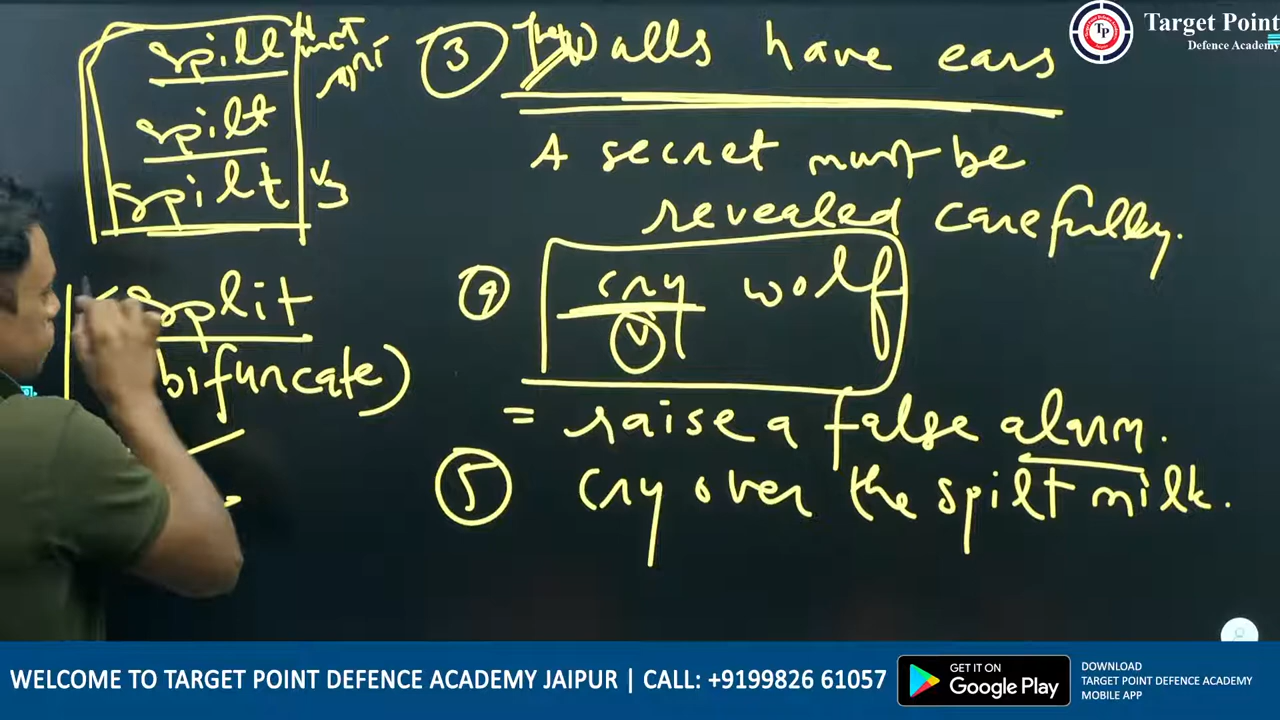 Target Point
Defence Academy
TP
spill
spilt
spilt V3
split
bifuncate)
3 Walls have ears
A secret must be
revealed carefully.
cry wolf
V
= raise a false alarm.
5 cry over the spilt milk.
WELCOME TO TARGET POINT DEFENCE ACADEMY JAIPUR | CALL: +9199826 61057
GET IT ON
Google Play
DOWNLOAD
TARGET POINT DEFENCE ACADEMY
MOBILE APP